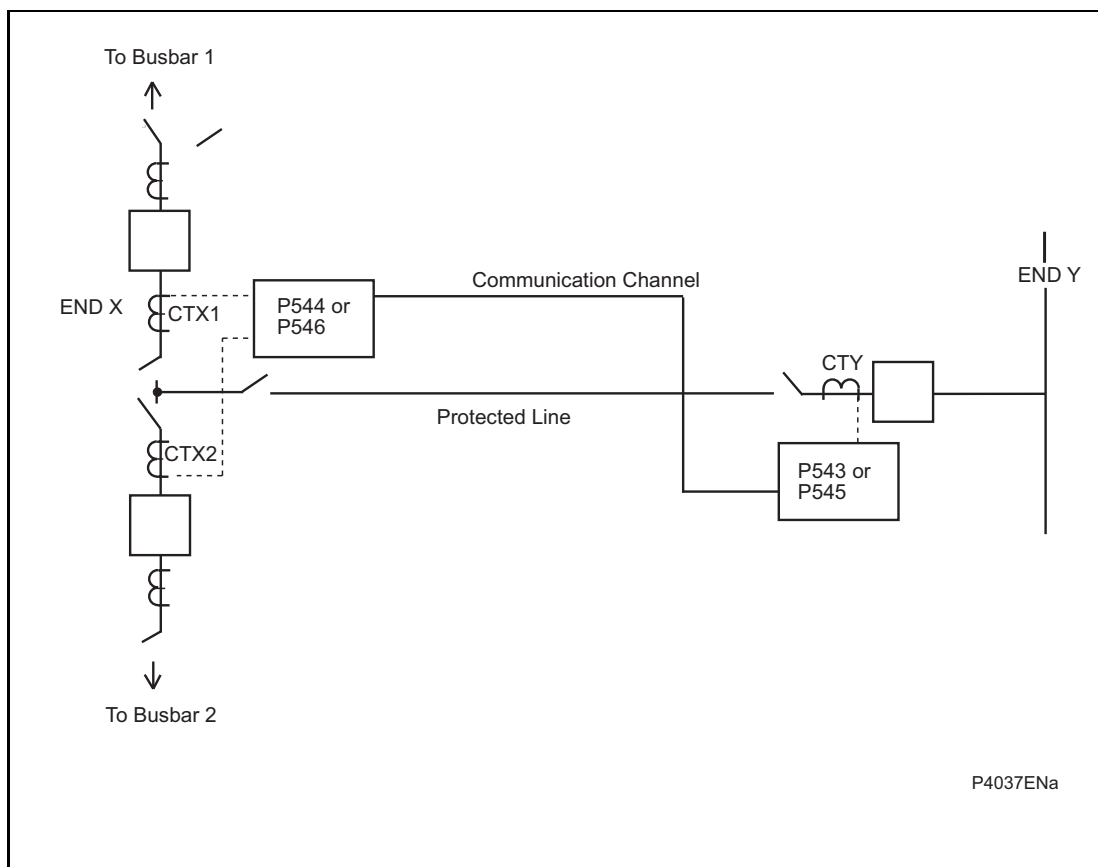 To Busbar 1
Communication Channel
END Y
END X
CTX1
P544 or
P546
CTY
Protected Line
CTX2
P543 or
P545
To Busbar 2
P4037ENa